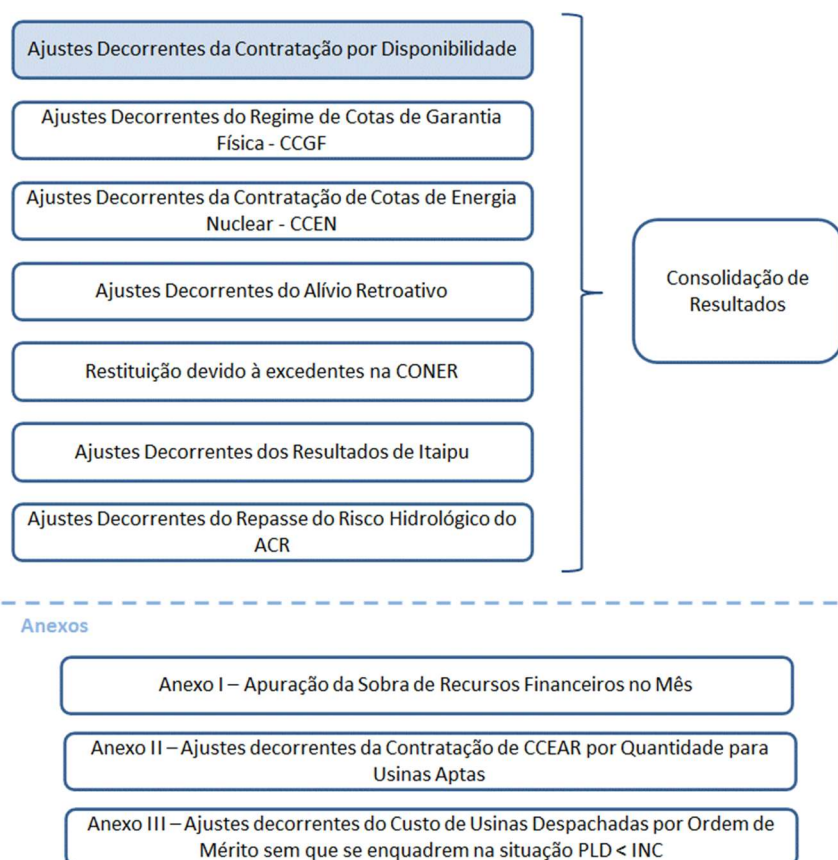 Ajustes Decorrentes da Contratação por Disponibilidade
Ajustes Decorrentes do Regime de Cotas de Garantia
Física - CCGF
Ajustes Decorrentes da Contratação de Cotas de Energia
Nuclear - CCEN
Ajustes Decorrentes do Alívio Retroativo
Restituição devido à excedentes na CONER
Ajustes Decorrentes dos Resultados de Itaipu
Ajustes Decorrentes do Repasse do Risco Hidrológico do
ACR
Consolidação de
Resultados
Anexos
Anexo I – Apuração da Sobra de Recursos Financeiros no Mês
Anexo II – Ajustes decorrentes da Contratação de CCEAR por Quantidade para
Usinas Aptas
Anexo III – Ajustes decorrentes do Custo de Usinas Despachadas por Ordem de
Mérito sem que se enquadrem na situação PLD < INC